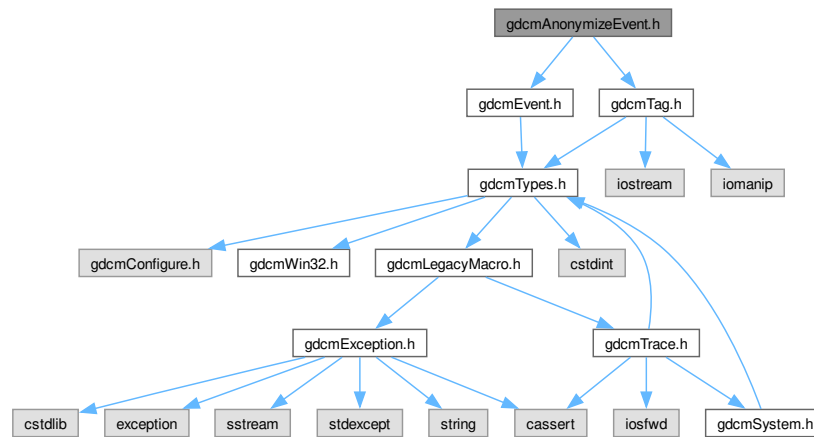 gdcmAnonymizeEvent.h
gdcmEvent.h
gdcmTag.h
gdcmTypes.h
iostream
iomanip
gdcmConfigure.h
gdcmWin32.h
gdcmLegacyMacro.h
cstdint
gdcmException.h
gdcmTrace.h
cstdlib
exception
sstream
stdexcept
string
cassert
iosfwd
gdcmSystem.h